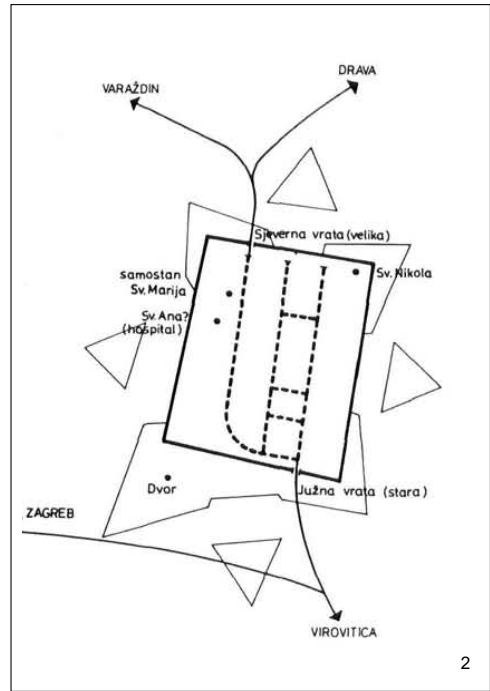 DRAVA
VARAŽDIN
Sjeverna vrata (velika)
samostan
Sv. Marija
Sv. Nikola
Sv. Ana?
(hospital)
Dvor
Južna vrata (stara)
ZAGREB
VIROVITICA
2